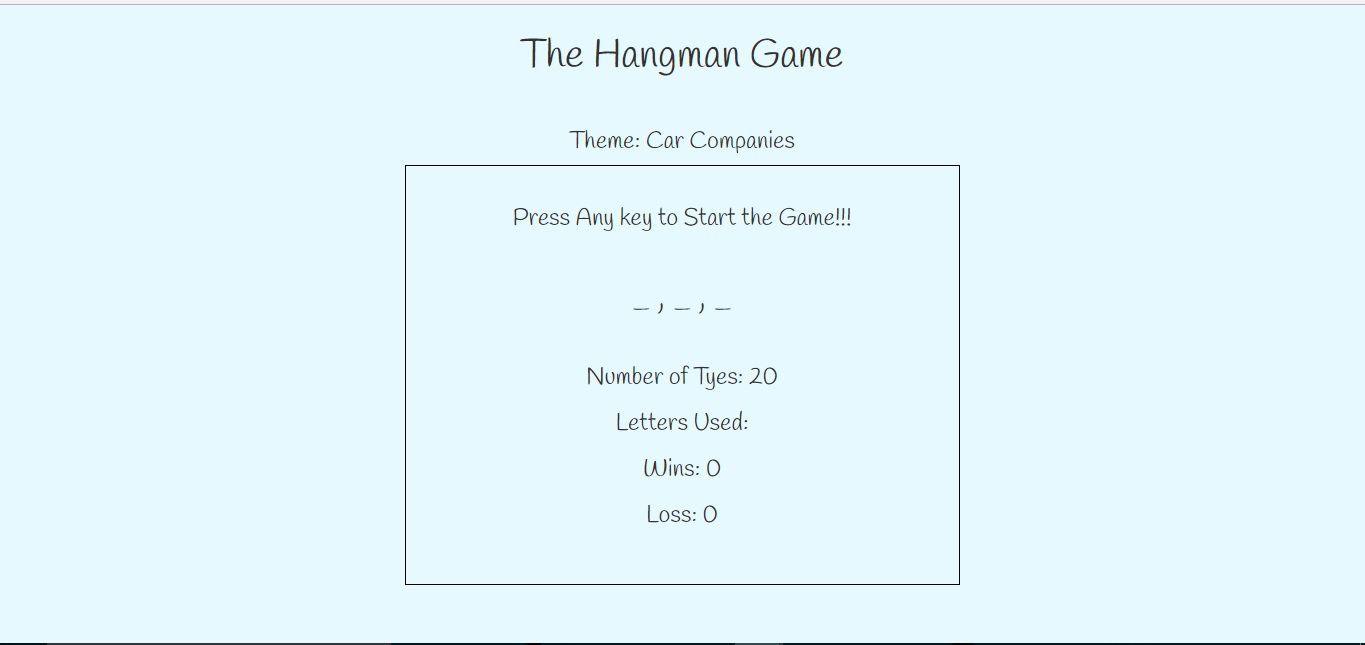 The Hangman Game
Theme: Car Companies
Press Any key to Start the Game!!!
_ , _ , _
Number of Tyes: 20
Letters Used:
Wins: 0
Loss: 0